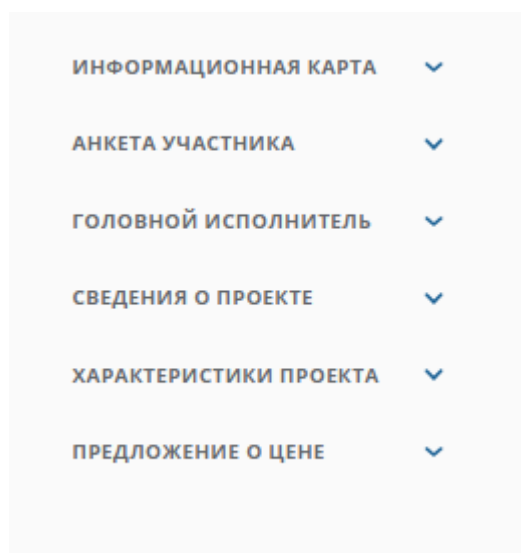 ИНФОРМАЦИОННАЯ КАРТА
АНКЕТА УЧАСТНИКА
ГОЛОВНОЙ ИСПОЛНИТЕЛЬ
СВЕДЕНИЯ О ПРОЕКТЕ
ХАРАКТЕРИСТИКИ ПРОЕКТА
ПРЕДЛОЖЕНИЕ О ЦЕНЕ